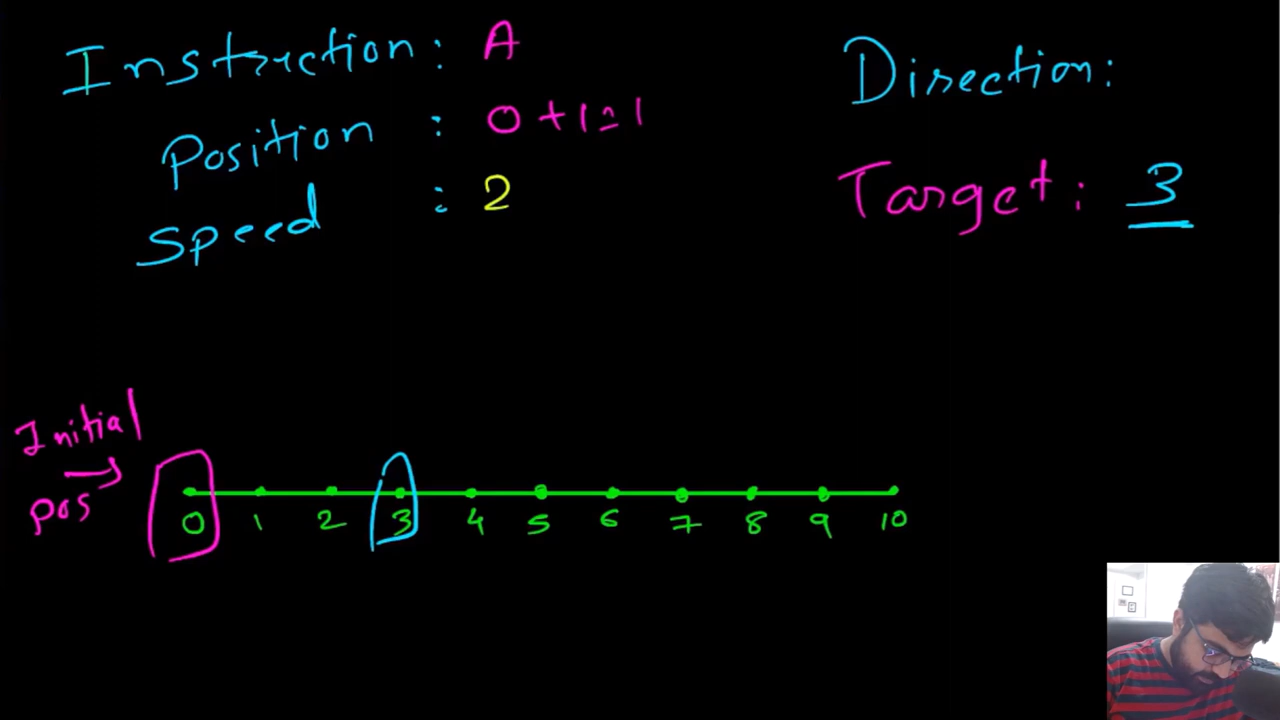 Instruction: A
Position : 0 + 1 = 1
Speed : 2
Direction:
Target: 3
Initial
pos
0 1 2 3 4 5 6 7 8 9 10